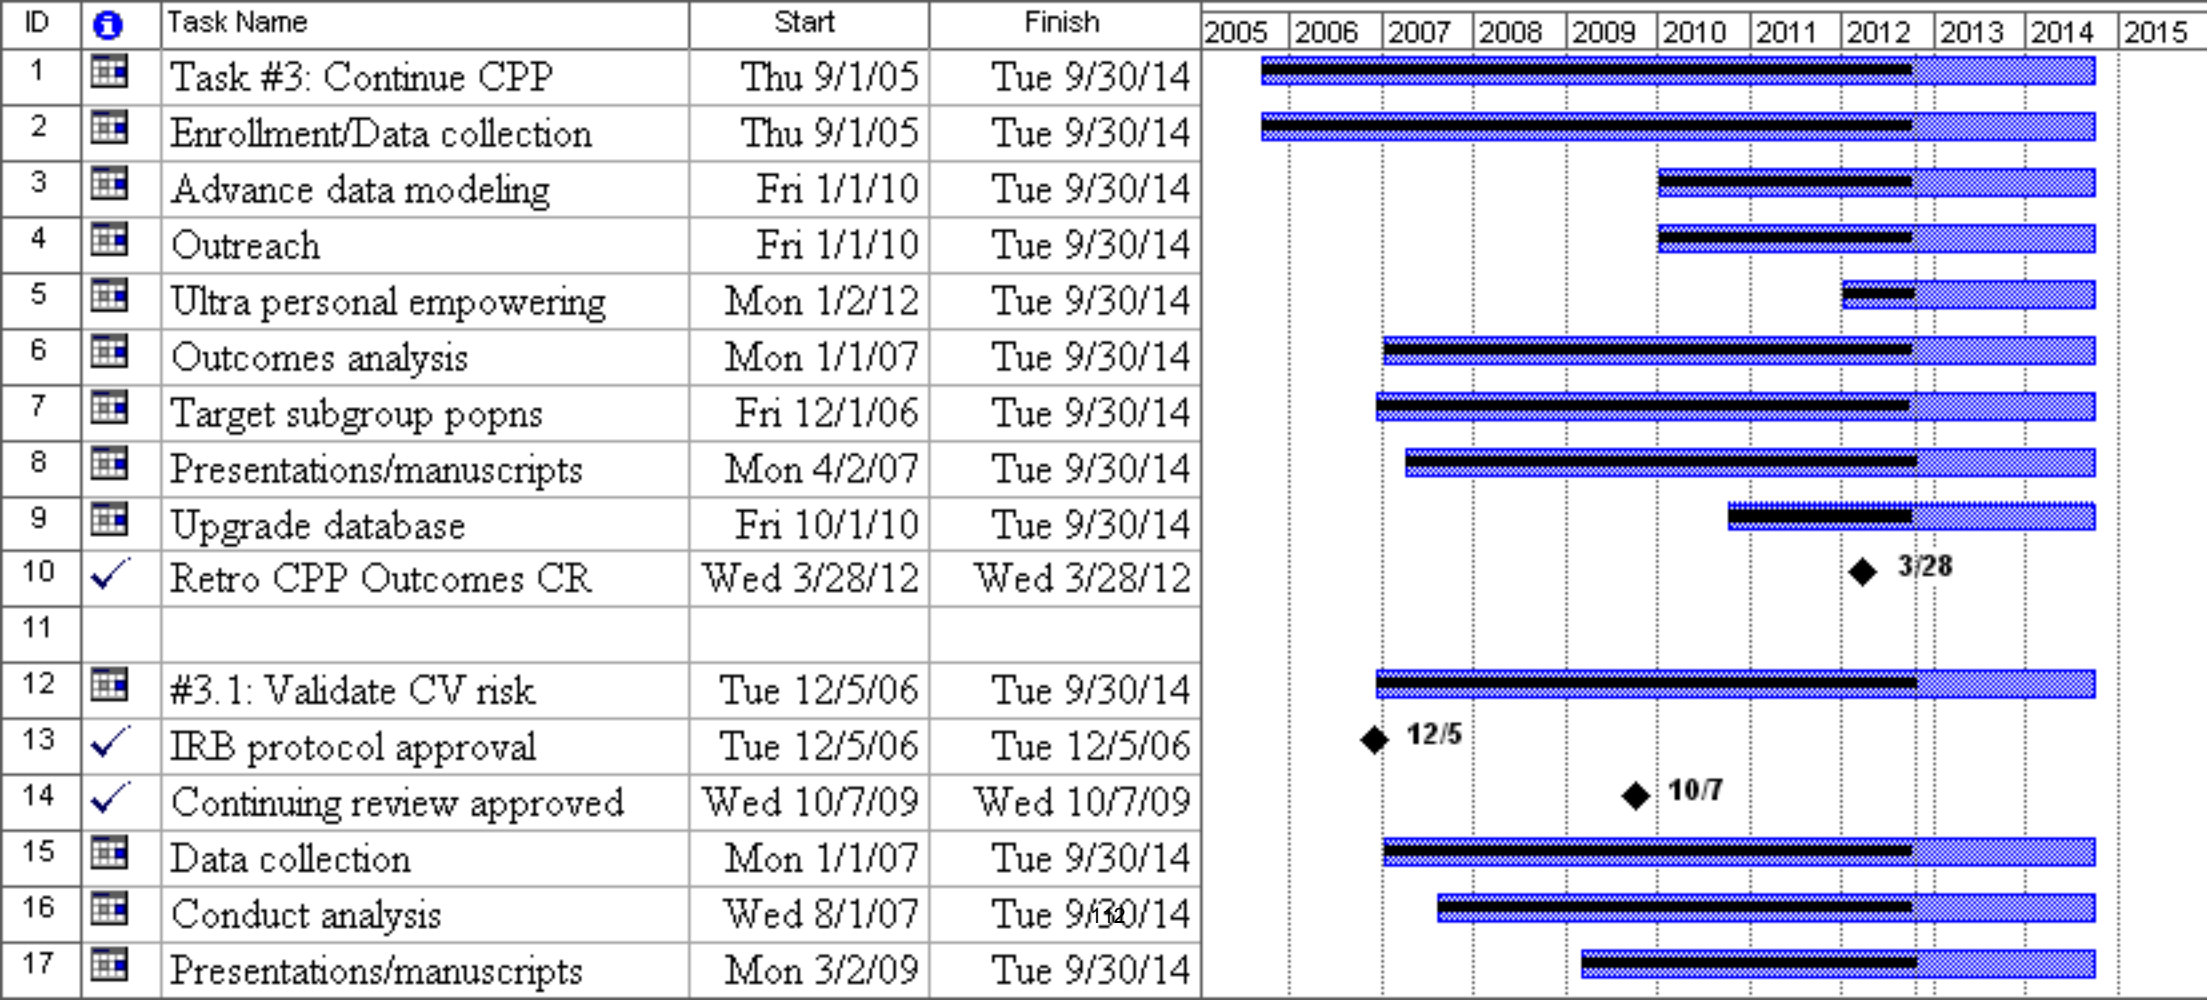 ID Task Name Start Finish 2005 2006 2007 2008 2009 2010 2011 2012 2013 2014 2015
1 Task #3: Continue CPP Thu 9/1/05 Tue 9/30/14
2 Enrollment/Data collection Thu 9/1/05 Tue 9/30/14
3 Advance data modeling Fri 1/1/10 Tue 9/30/14
4 Outreach Fri 1/1/10 Tue 9/30/14
5 Ultra personal empowering Mon 1/2/12 Tue 9/30/14
6 Outcomes analysis Mon 1/1/07 Tue 9/30/14
7 Target subgroup popns Fri 12/1/06 Tue 9/30/14
8 Presentations/manuscripts Mon 4/2/07 Tue 9/30/14
9 Upgrade database Fri 10/1/10 Tue 9/30/14
10 Retro CPP Outcomes CR Wed 3/28/12 Wed 3/28/12 3/28
11
12 #3.1: Validate CV risk Tue 12/5/06 Tue 9/30/14
13 IRB protocol approval Tue 12/5/06 Tue 12/5/06 12/5
14 Continuing review approved Wed 10/7/09 Wed 10/7/09 10/7
15 Data collection Mon 1/1/07 Tue 9/30/14
16 Conduct analysis Wed 8/1/07 Tue 9/30/14
17 Presentations/manuscripts Mon 3/2/09 Tue 9/30/14